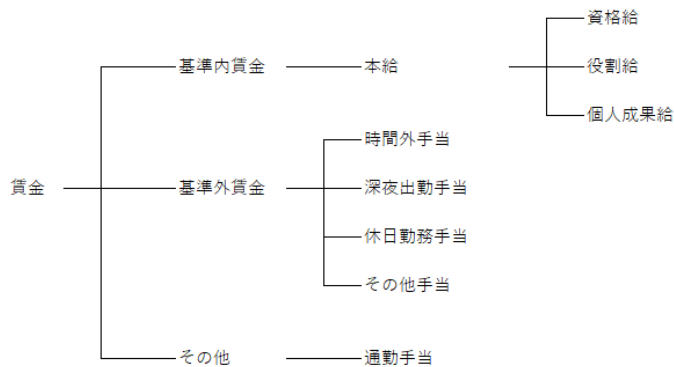 資格給
基準内賃金 本給 役割給
個人成果給
時間外手当
賃金 基準外賃金 深夜出勤手当
休日勤務手当
その他手当
その他 通勤手当